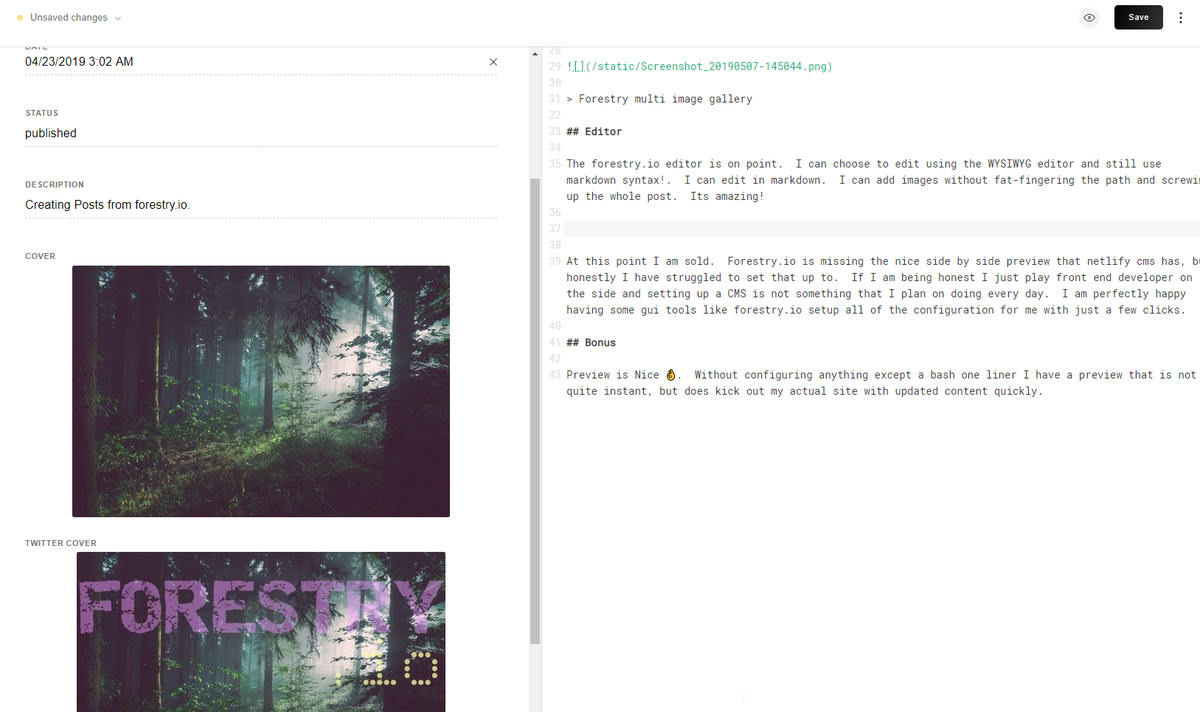 Unsaved changes
Save
DATE
04/23/2019 3:02 AM
STATUS
published
DESCRIPTION
Creating Posts from forestry.io.
COVER
TWITTER COVER
FORESTRY
.io
28
29 ![](/static/Screenshot_20190507-145044.png)
30
31 > Forestry multi image gallery
32
33 ## Editor
34
35 The forestry.io editor is on point.  I can choose to edit using the WYSIWYG editor and still use
markdown syntax!.  I can edit in markdown.  I can add images without fat-fingering the path and
up the whole post.  Its amazing!
36
37
38
39 At this point I am sold.  Forestry.io is missing the nice side by side preview that netlify cms has,
honestly I have struggled to set that up to.  If I am being honest I just play front end developer on
the side and setting up a CMS is not something that I plan on doing every day.  I am perfectly happy
having some gui tools like forestry.io setup all of the configuration for me with just a few clicks.
40
41 ## Bonus
42
43 Preview is Nice 👌.  Without configuring anything except a bash one liner I have a preview that is not
quite instant, but does kick out my actual site with updated content quickly.